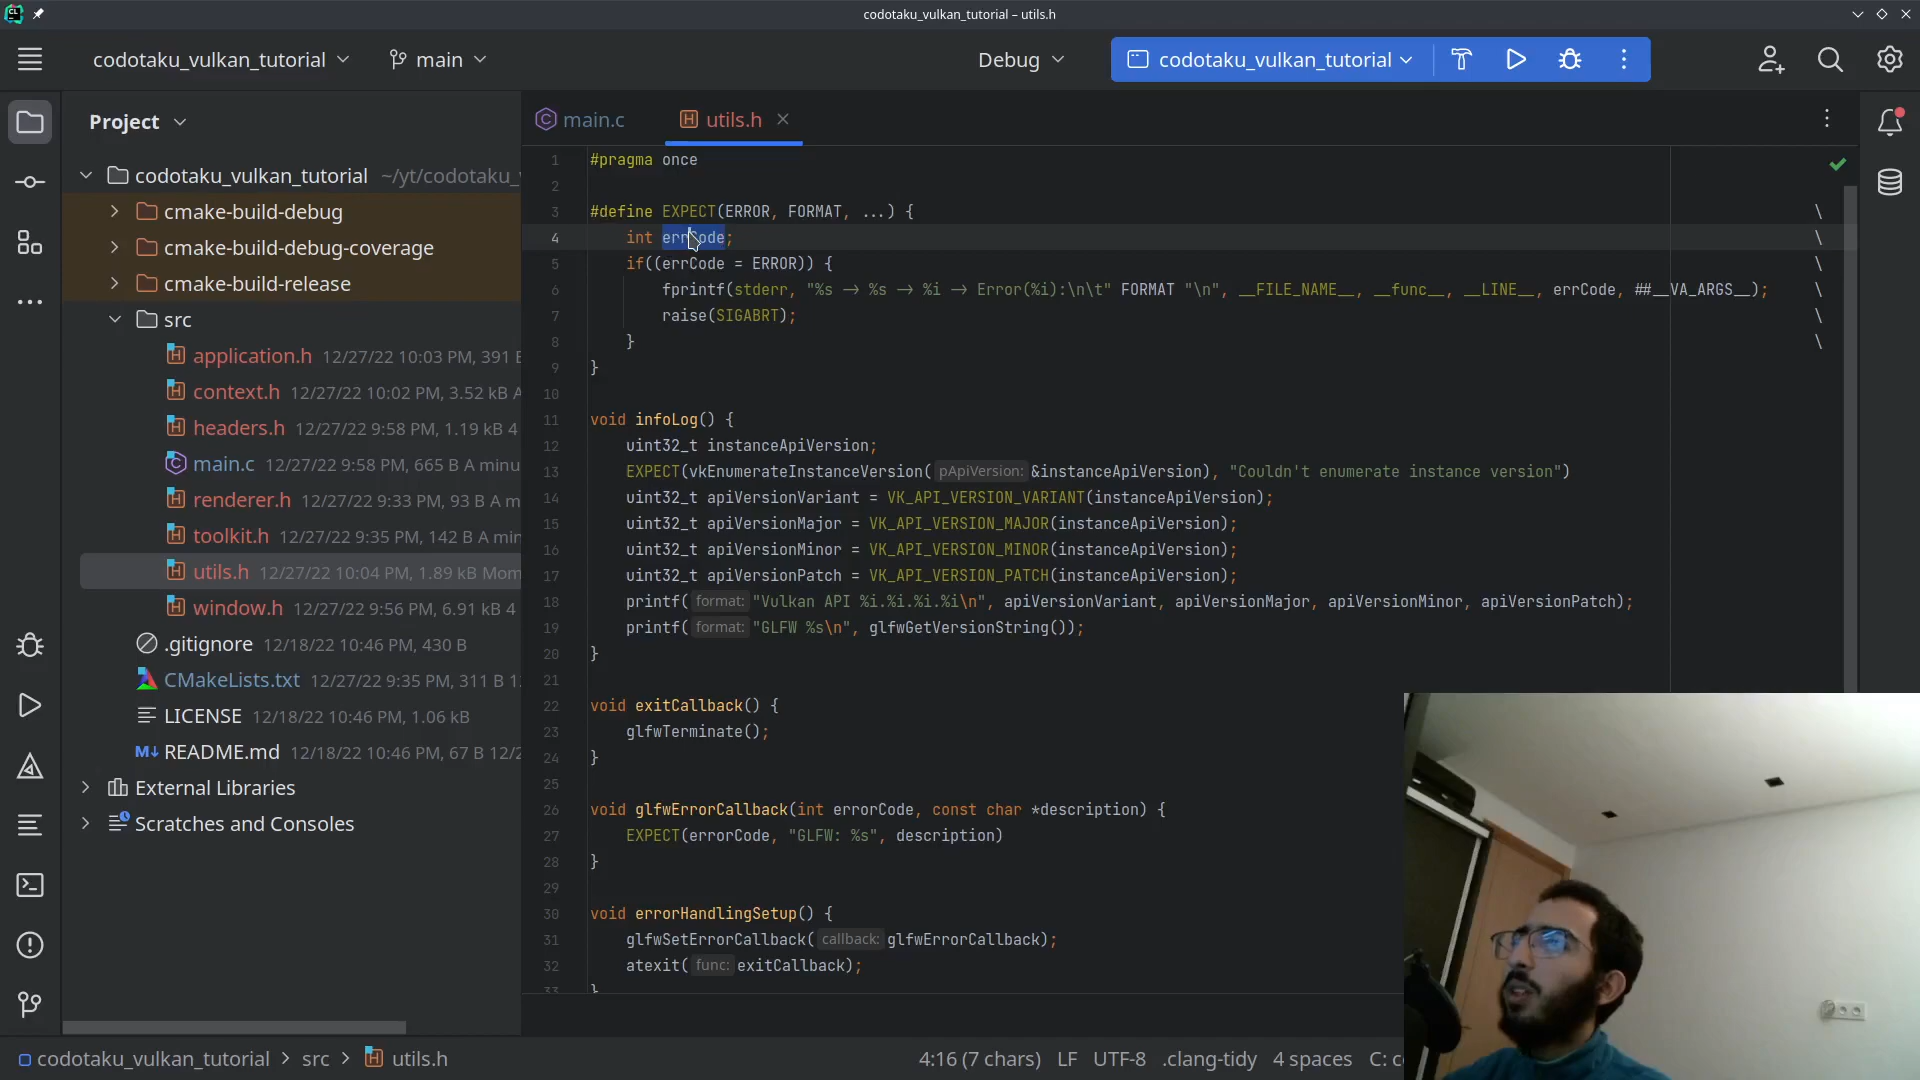 codotaku_vulkan_tutorial – utils.h
codotaku_vulkan_tutorial
main
Debug
codotaku_vulkan_tutorial
Project
main.c
utils.h
codotaku_vulkan_tutorial ~/yt/codotaku_
cmake-build-debug
cmake-build-debug-coverage
cmake-build-release
src
application.h 12/27/22 10:03 PM, 391
context.h 12/27/22 10:02 PM, 3.52 kB A
headers.h 12/27/22 9:58 PM, 1.19 kB 4
main.c 12/27/22 9:58 PM, 665 B A minu
renderer.h 12/27/22 9:33 PM, 93 B A m
toolkit.h 12/27/22 9:35 PM, 142 B A min
utils.h 12/27/22 10:04 PM, 1.89 kB Mom
window.h 12/27/22 9:56 PM, 6.91 kB 4
.gitignore 12/18/22 10:46 PM, 430 B
CMakeLists.txt 12/27/22 9:35 PM, 311 B 1
LICENSE 12/18/22 10:46 PM, 1.06 kB
README.md 12/18/22 10:46 PM, 67 B 12/2
External Libraries
Scratches and Consoles
1 #pragma once
2
3 #define EXPECT(ERROR, FORMAT, ...) { \
4 int errCode; \
5 if((errCode = ERROR)) { \
6 fprintf(stderr, "%s -> %s -> %i -> Error(%i):\n\t" FORMAT "\n", __FILE_NAME__, __func__, __LINE__, errCode, ##__VA_ARGS__); \
7 raise(SIGABRT); \
8 } \
9 }
10
11 void infoLog() {
12 uint32_t instanceApiVersion;
13 EXPECT(vkEnumerateInstanceVersion( pApiVersion: &instanceApiVersion), "Couldn't enumerate instance version")
14 uint32_t apiVersionVariant = VK_API_VERSION_VARIANT(instanceApiVersion);
15 uint32_t apiVersionMajor = VK_API_VERSION_MAJOR(instanceApiVersion);
16 uint32_t apiVersionMinor = VK_API_VERSION_MINOR(instanceApiVersion);
17 uint32_t apiVersionPatch = VK_API_VERSION_PATCH(instanceApiVersion);
18 printf( format: "Vulkan API %i.%i.%i.%i\n", apiVersionVariant, apiVersionMajor, apiVersionMinor, apiVersionPatch);
19 printf( format: "GLFW %s\n", glfwGetVersionString());
20 }
21
22 void exitCallback() {
23 glfwTerminate();
24 }
25
26 void glfwErrorCallback(int errorCode, const char *description) {
27 EXPECT(errorCode, "GLFW: %s", description)
28 }
29
30 void errorHandlingSetup() {
31 glfwSetErrorCallback( callback: glfwErrorCallback);
32 atexit( func: exitCallback);
33 }
codotaku_vulkan_tutorial > src > utils.h
4:16 (7 chars) LF UTF-8 .clang-tidy 4 spaces C: c